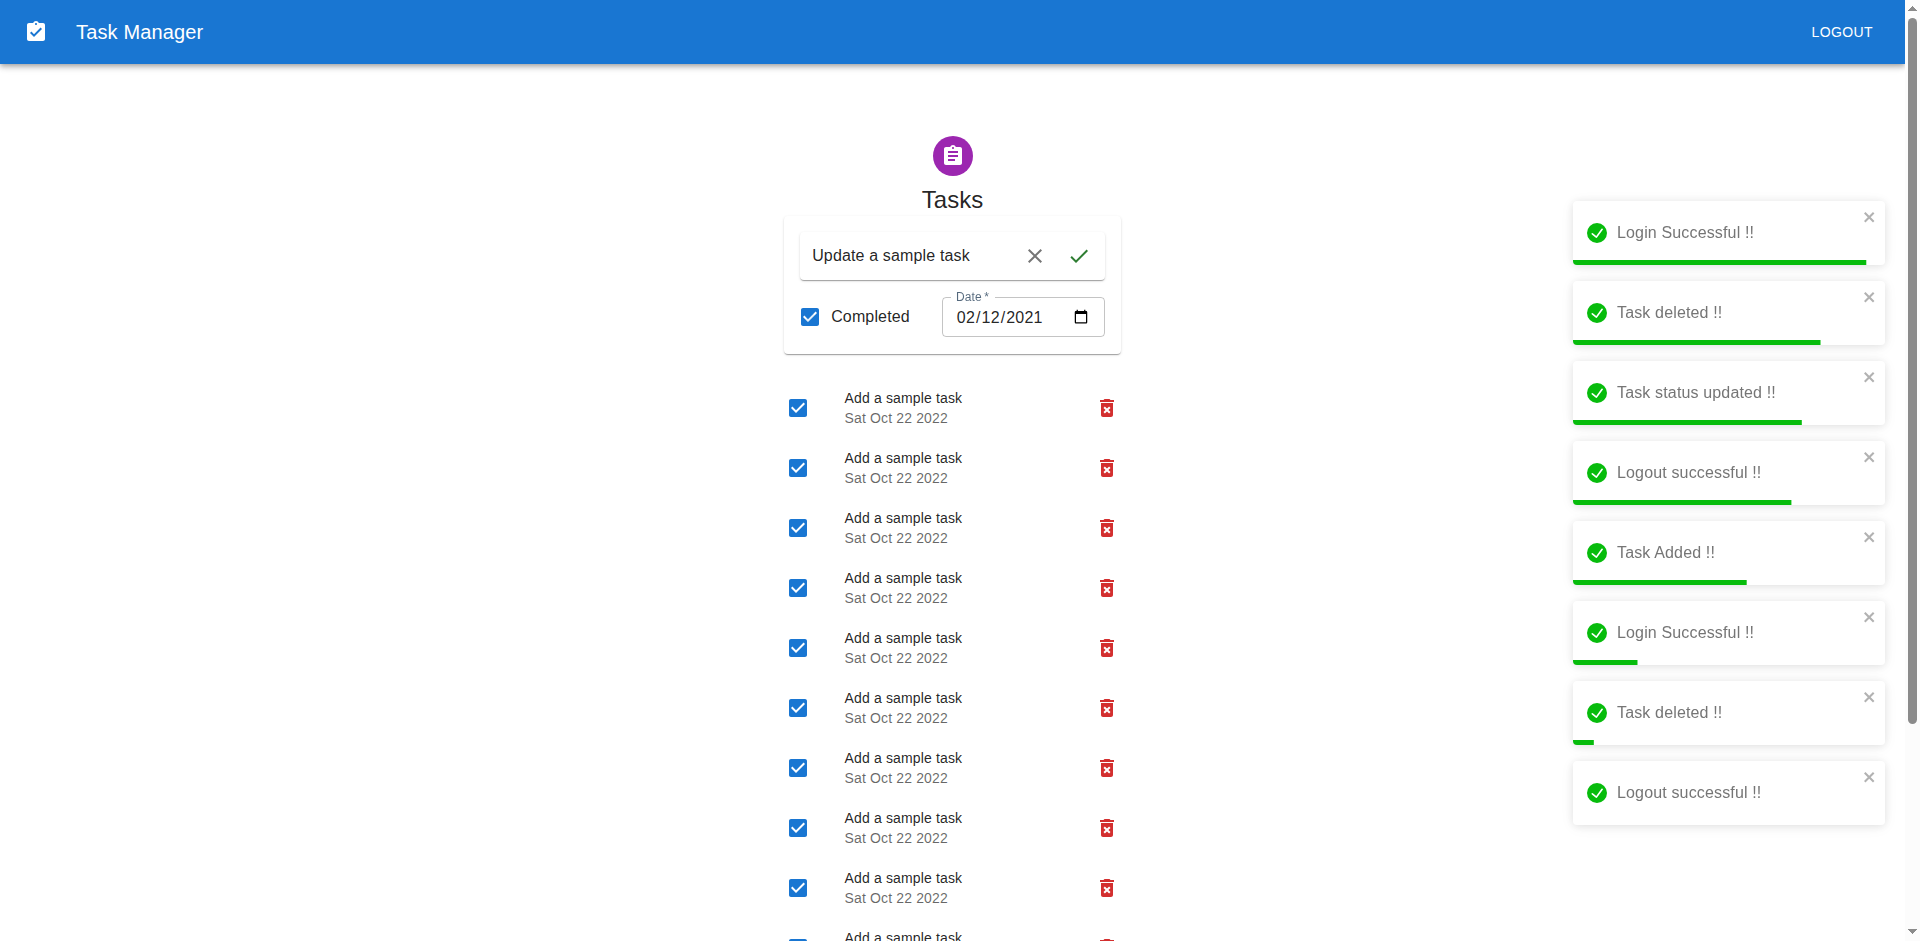 Task Manager
LOGOUT
Tasks
Update a sample task
Completed
Date *
02/12/2021
Add a sample task
Sat Oct 22 2022
Add a sample task
Sat Oct 22 2022
Add a sample task
Sat Oct 22 2022
Add a sample task
Sat Oct 22 2022
Add a sample task
Sat Oct 22 2022
Add a sample task
Sat Oct 22 2022
Add a sample task
Sat Oct 22 2022
Add a sample task
Sat Oct 22 2022
Add a sample task
Sat Oct 22 2022
Add a sample task
Login Successful !!
Task deleted !!
Task status updated !!
Logout successful !!
Task Added !!
Login Successful !!
Task deleted !!
Logout successful !!